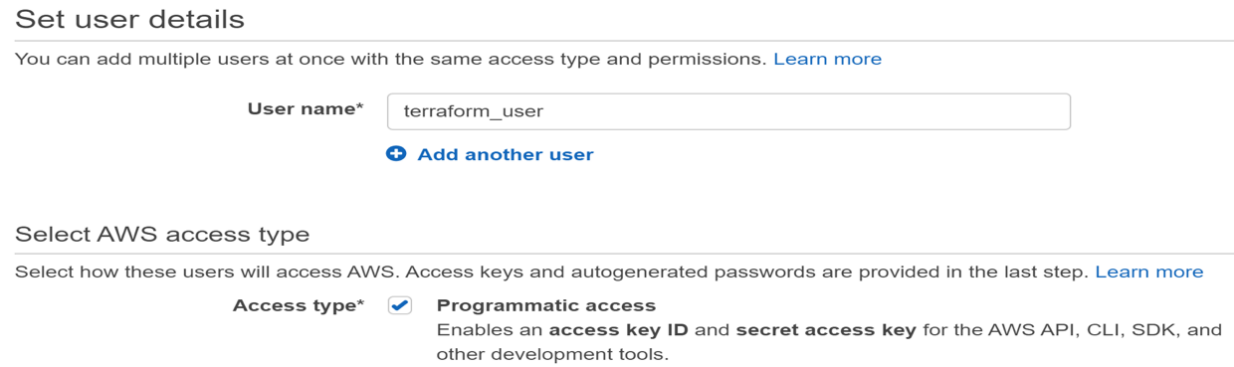 Set user details
You can add multiple users at once with the same access type and permissions. Learn more
User name* terraform_user
Add another user
Select AWS access type
Select how these users will access AWS. Access keys and autogenerated passwords are provided in the last step. Learn more
Access type* Programmatic access
Enables an access key ID and secret access key for the AWS API, CLI, SDK, and
other development tools.